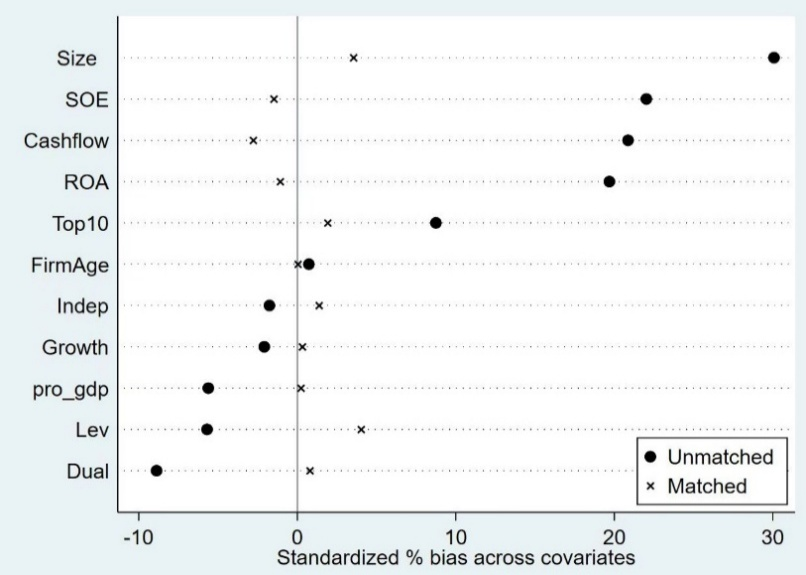 Size
SOE
Cashflow
ROA
Top10
FirmAge
Indep
Growth
pro_gdp
Lev
Dual
Unmatched
Matched
-10 0 10 20 30
Standardized % bias across covariates